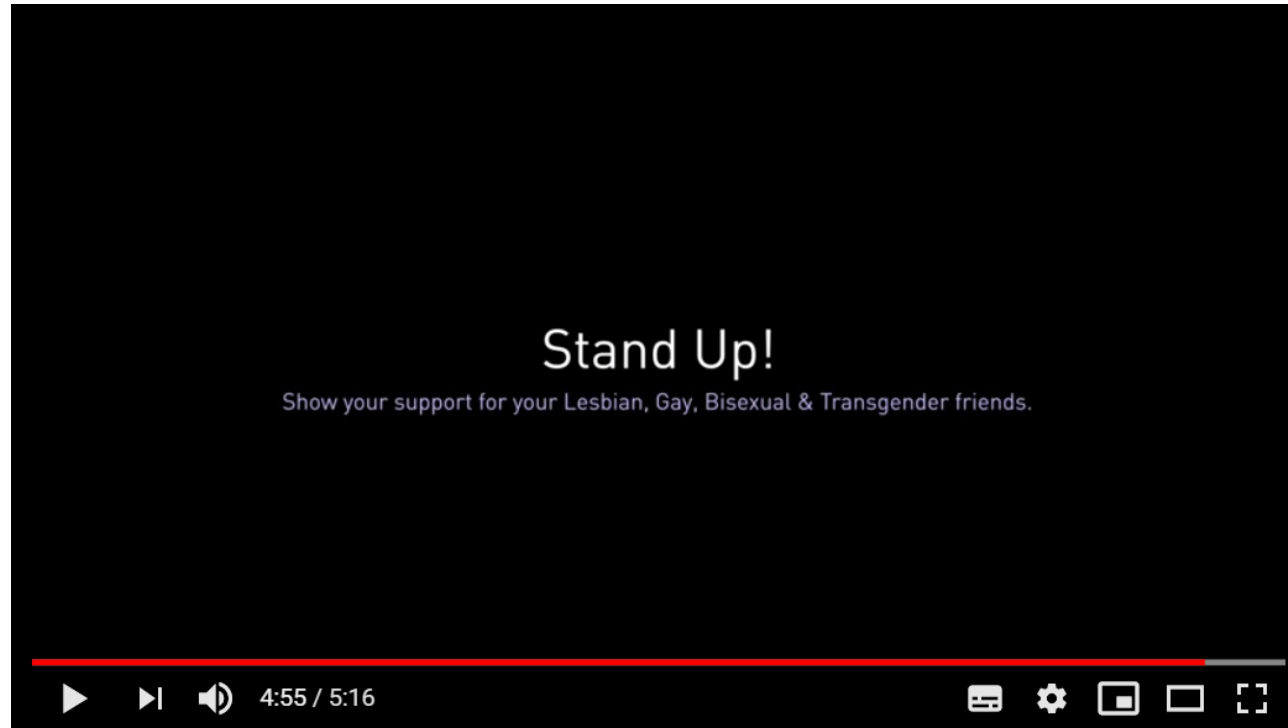 Stand Up!
Show your support for your Lesbian, Gay, Bisexual & Transgender friends.
4:55 / 5:16